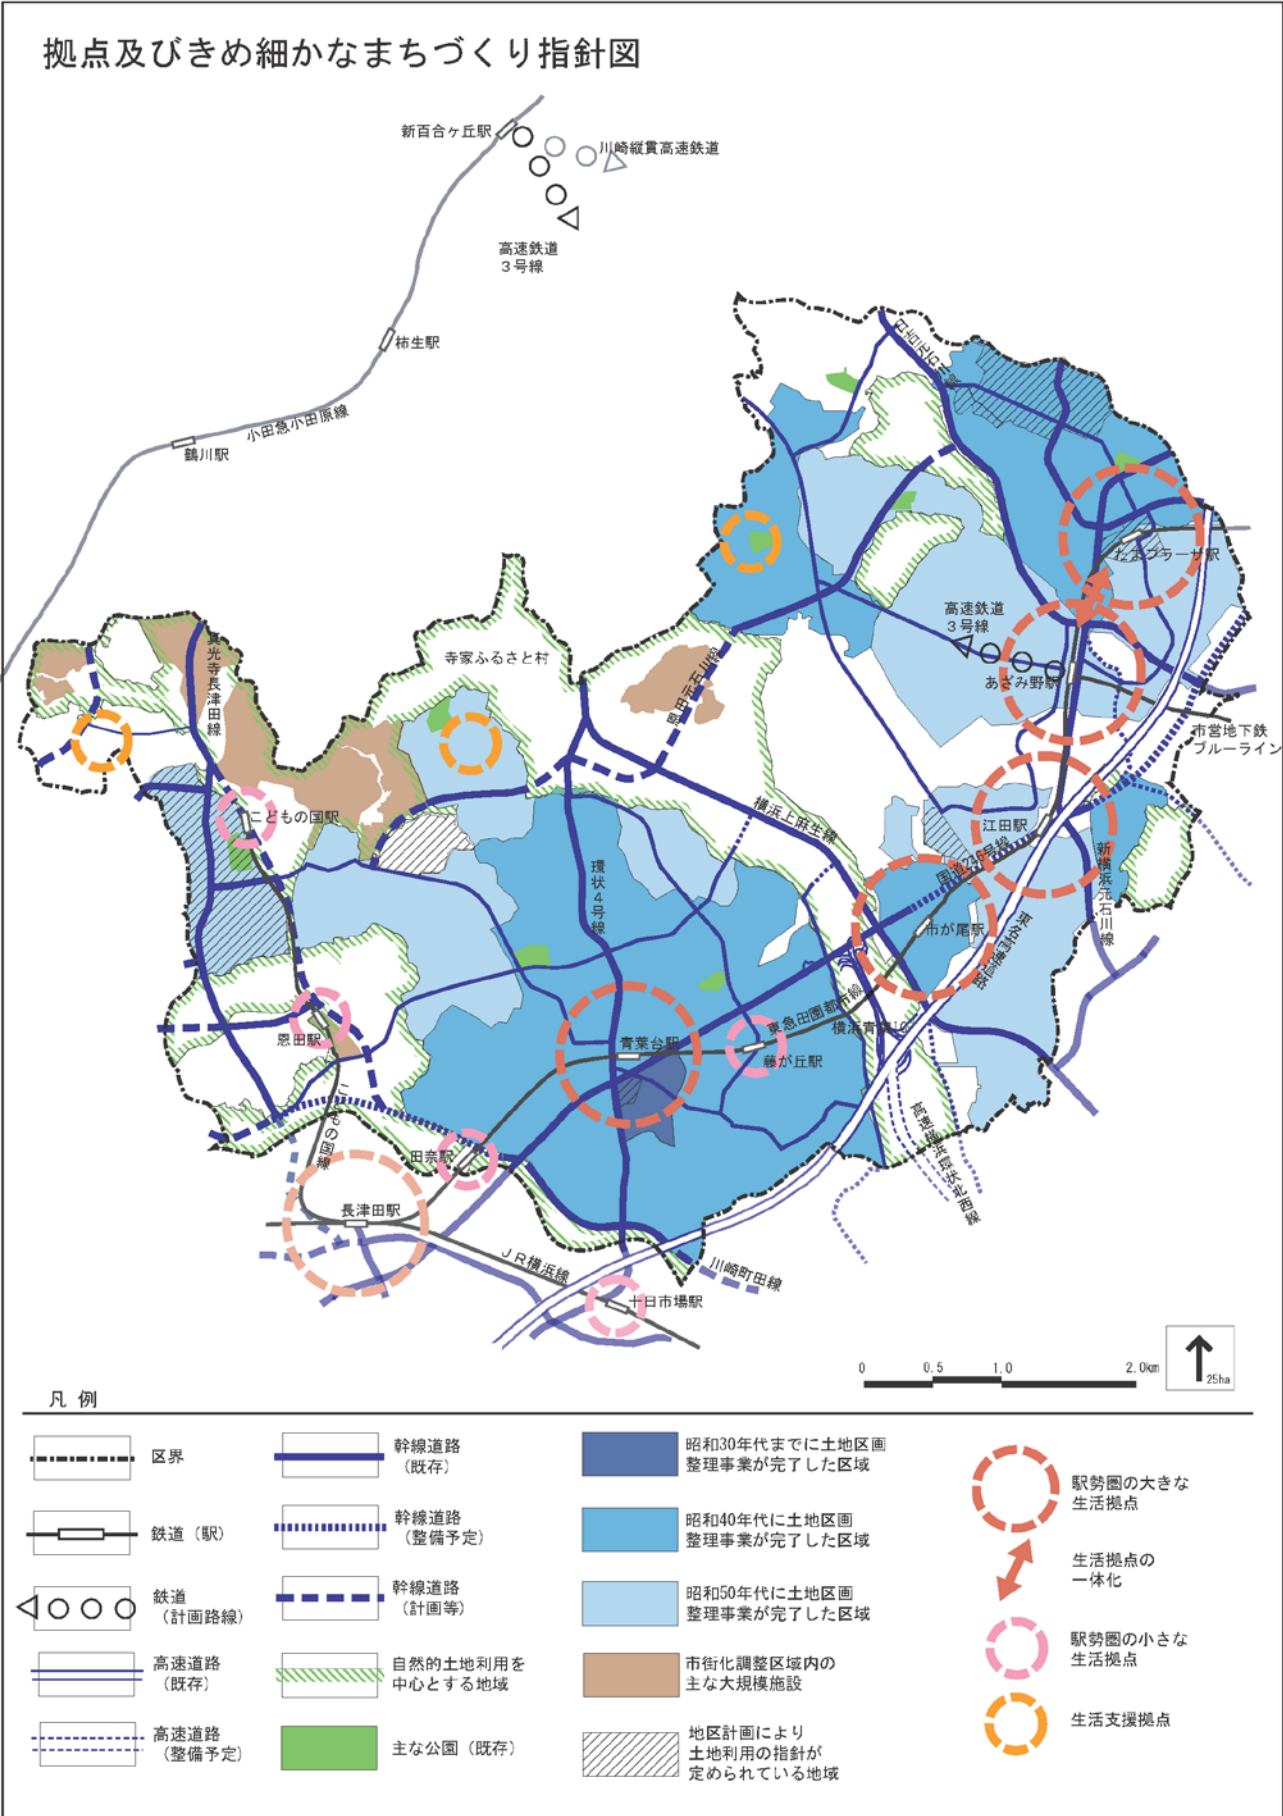 拠点及びきめ細かなまちづくり指針図
新百合ヶ丘駅
川崎縦貫高速鉄道
高速鉄道
３号線
柿生駅
小田急小田原線
鶴川駅
たまプラーザ駅
高速鉄道
３号線
あざみ野駅
市営地下鉄
ブルーライン
寺家ふるさと村
奈良光寺長津田線
恩田元石川線
こどもの国駅
横浜上麻生線
江田駅
国道246号線
新横浜元石川線
環状４号線
市が尾駅
東名高速道路
東急田園都市線
恩田駅
青葉台駅
藤が丘駅
こどもの国線
高速横浜環状北西線
田奈駅
長津田駅
ＪＲ横浜線
川崎町田線
十日市場駅
0 0.5 1.0 2.0km
25ha
凡 例
区界
鉄道（駅）
鉄道
（計画路線）
高速道路
（既存）
高速道路
（整備予定）
幹線道路
（既存）
幹線道路
（整備予定）
幹線道路
（計画等）
自然的土地利用を
中心とする地域
主な公園（既存）
昭和30年代までに土地区画
整理事業が完了した区域
昭和40年代に土地区画
整理事業が完了した区域
昭和50年代に土地区画
整理事業が完了した区域
市街化調整区域内の
主な大規模施設
地区計画により
土地利用の指針が
定められている地域
駅勢圏の大きな
生活拠点
生活拠点の
一体化
駅勢圏の小さな
生活拠点
生活支援拠点